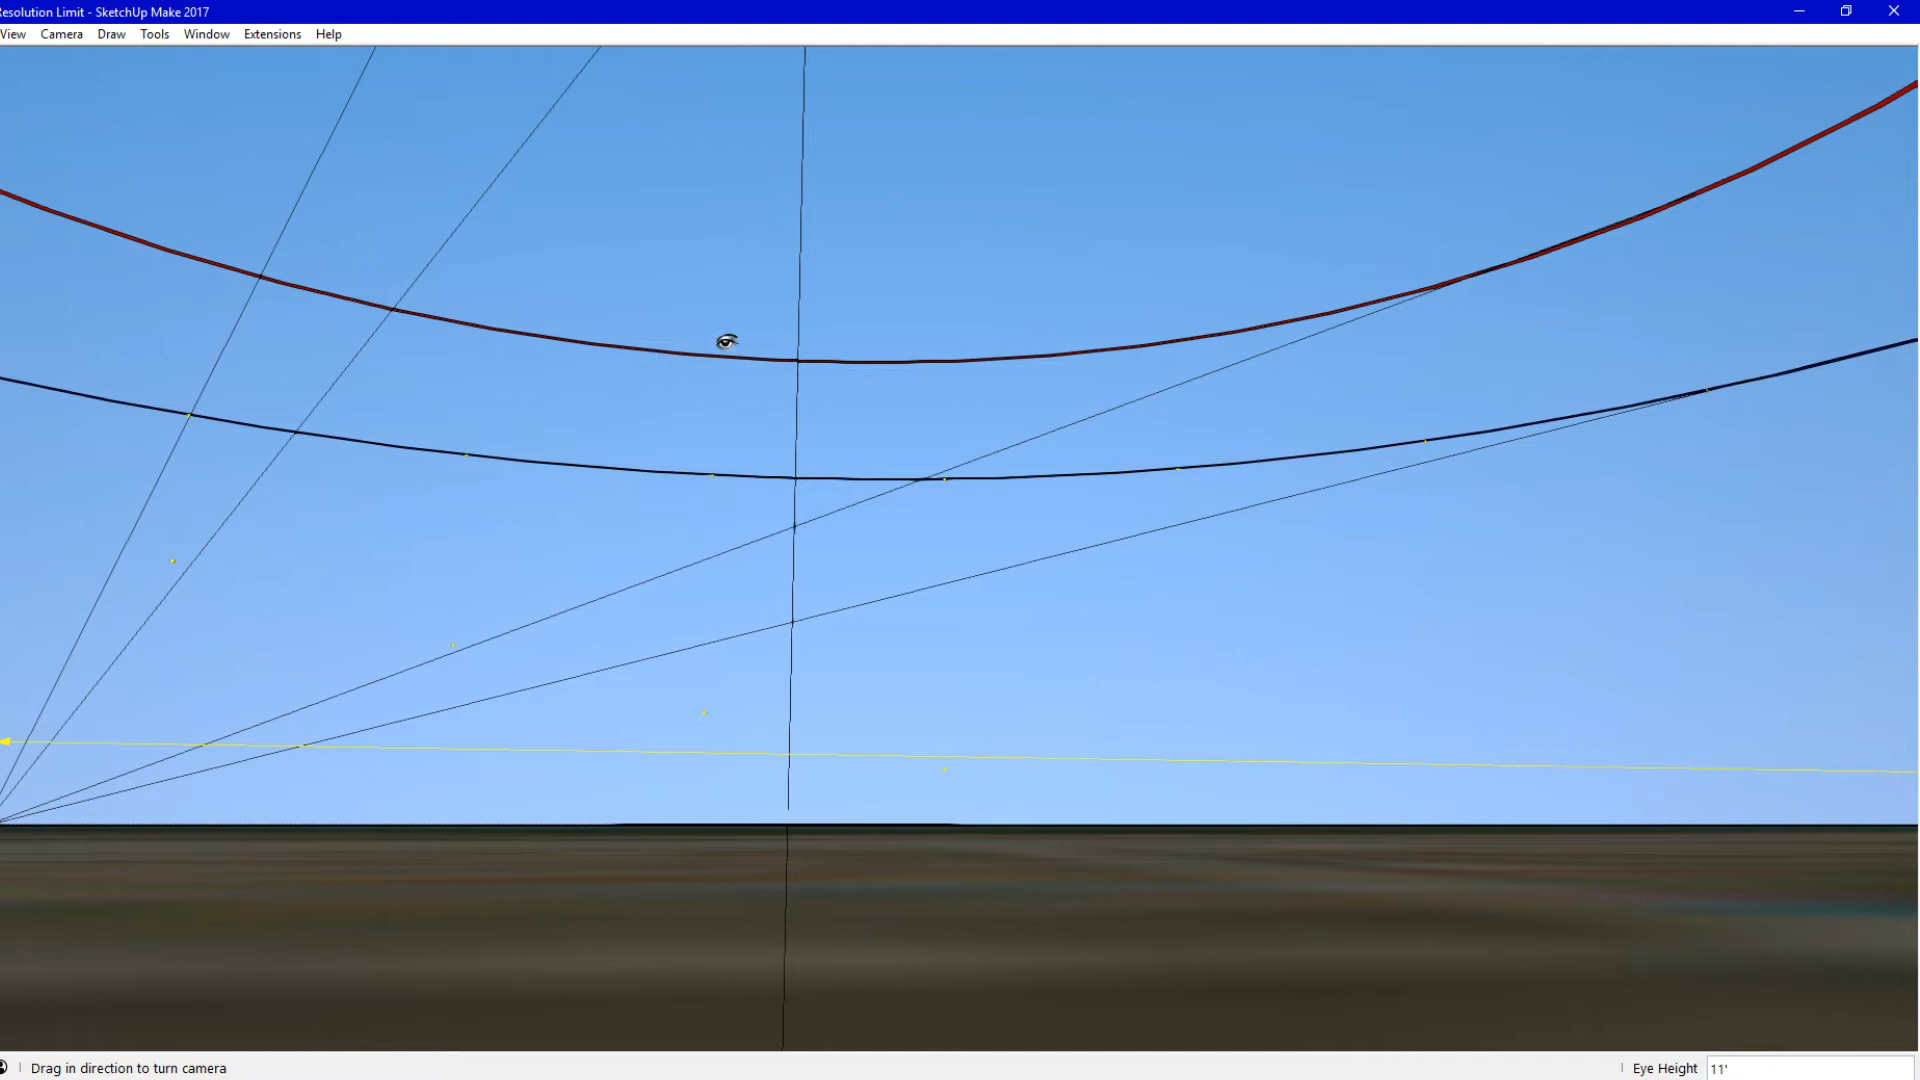 Resolution Limit - SketchUp Make 2017
View Camera Draw Tools Window Extensions Help
Drag in direction to turn camera
Eye Height 11'